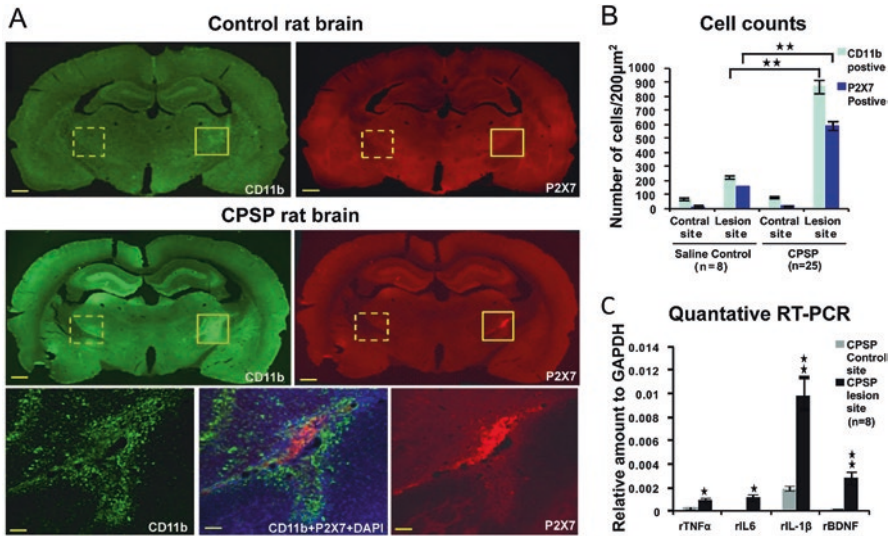 A
Control rat brain
CD11b
P2X7
CPSP rat brain
CD11b
P2X7
CD11b
CD11b+P2X7+DAPI
P2X7
B
Cell counts
★★
★★
CD11b
postive
P2X7
Postive
Number of cells/200µm²
1000
900
800
700
600
500
400
300
200
100
0
Contral
site
Lesion
site
Contral
site
Lesion
site
Saline Control
(n=8)
CPSP
(n=25)
C
Quantative RT-PCR
CPSP
Control
site
CPSP
lesion
site
(n=8)
Relative amount to GAPDH
0.014
0.012
0.01
0.008
0.006
0.004
0.002
0
★
★
★
★
★
★
rTNFα
rIL6
rIL-1β
rBDNF